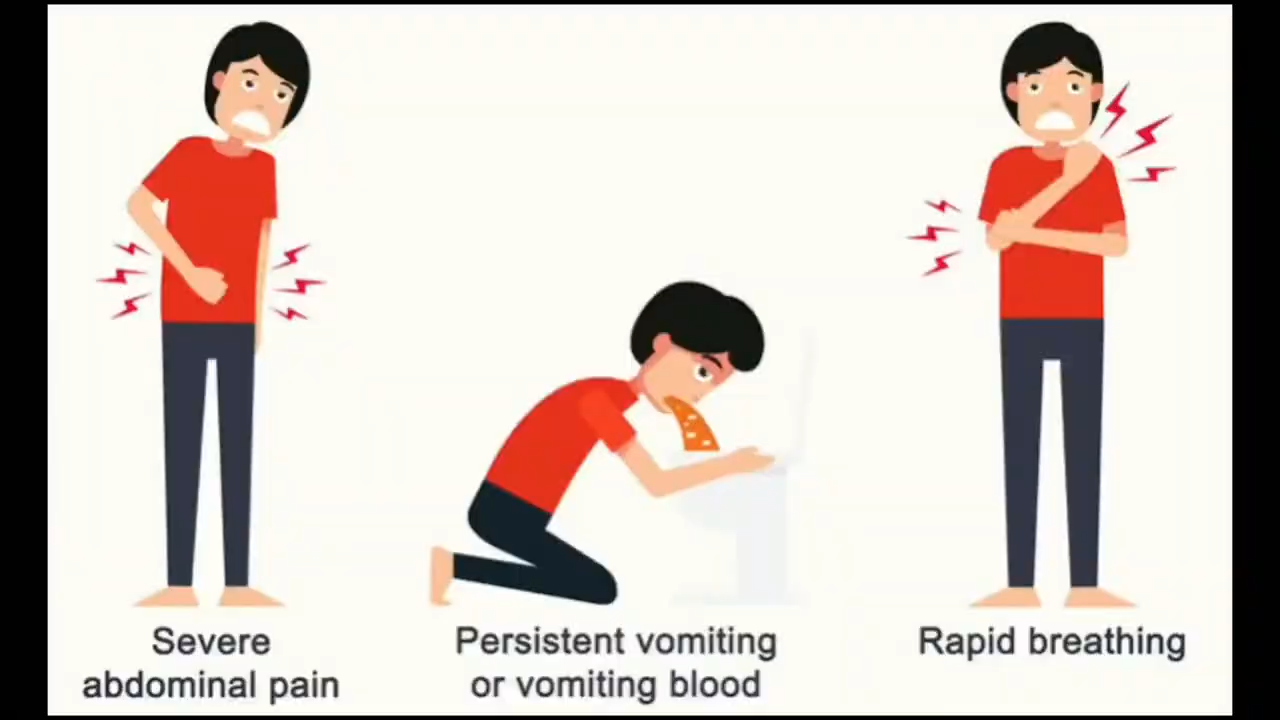 Severe
abdominal pain
Persistent vomiting
or vomiting blood
Rapid breathing